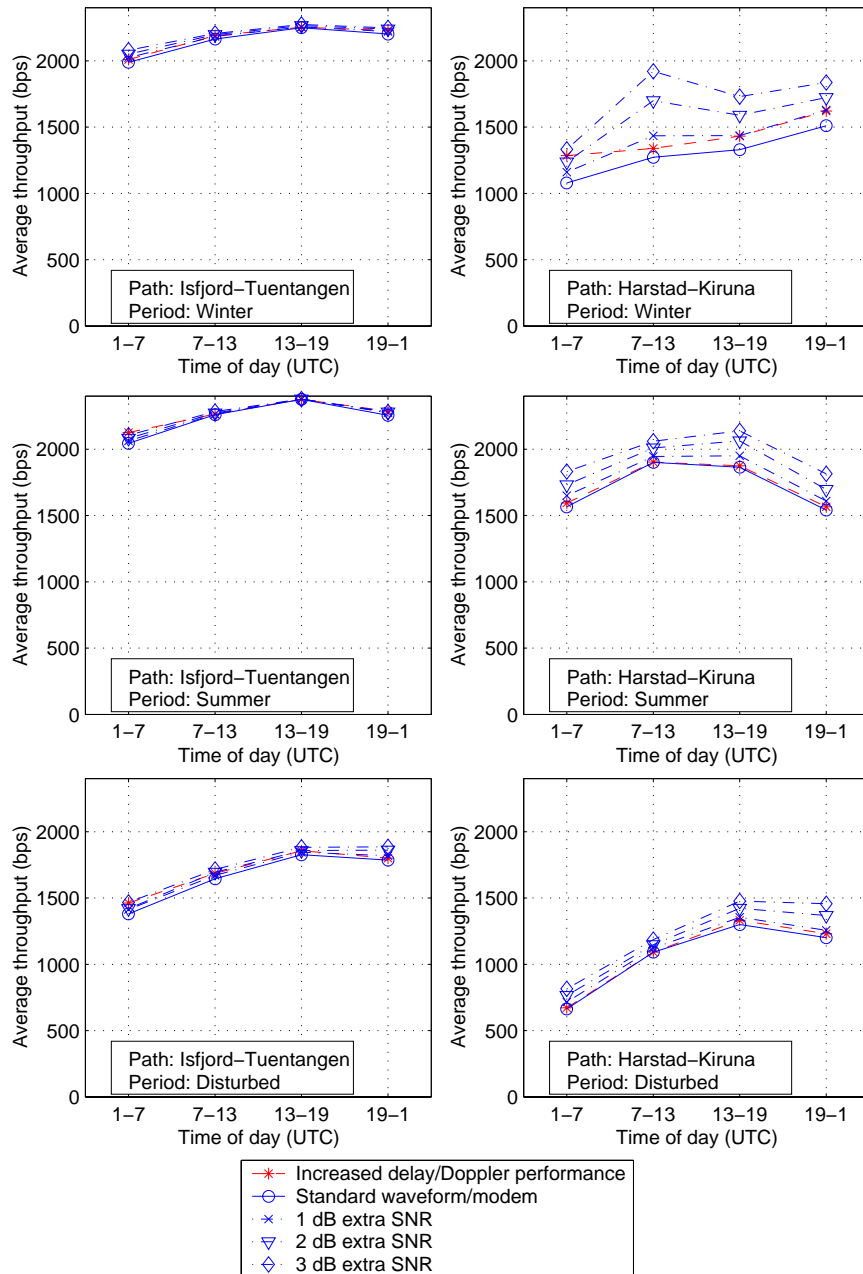 2000
1500
1000
500
0
Average throughput (bps)
Path: Isfjord−Tuentangen
Period: Winter
1−7 7−13 13−19 19−1
Time of day (UTC)
2000
1500
1000
500
0
Average throughput (bps)
Path: Harstad−Kiruna
Period: Winter
1−7 7−13 13−19 19−1
Time of day (UTC)
2000
1500
1000
500
0
Average throughput (bps)
Path: Isfjord−Tuentangen
Period: Summer
1−7 7−13 13−19 19−1
Time of day (UTC)
2000
1500
1000
500
0
Average throughput (bps)
Path: Harstad−Kiruna
Period: Summer
1−7 7−13 13−19 19−1
Time of day (UTC)
2000
1500
1000
500
0
Average throughput (bps)
Path: Isfjord−Tuentangen
Period: Disturbed
1−7 7−13 13−19 19−1
Time of day (UTC)
2000
1500
1000
500
0
Average throughput (bps)
Path: Harstad−Kiruna
Period: Disturbed
1−7 7−13 13−19 19−1
Time of day (UTC)
Increased delay/Doppler performance
Standard waveform/modem
1 dB extra SNR
2 dB extra SNR
3 dB extra SNR